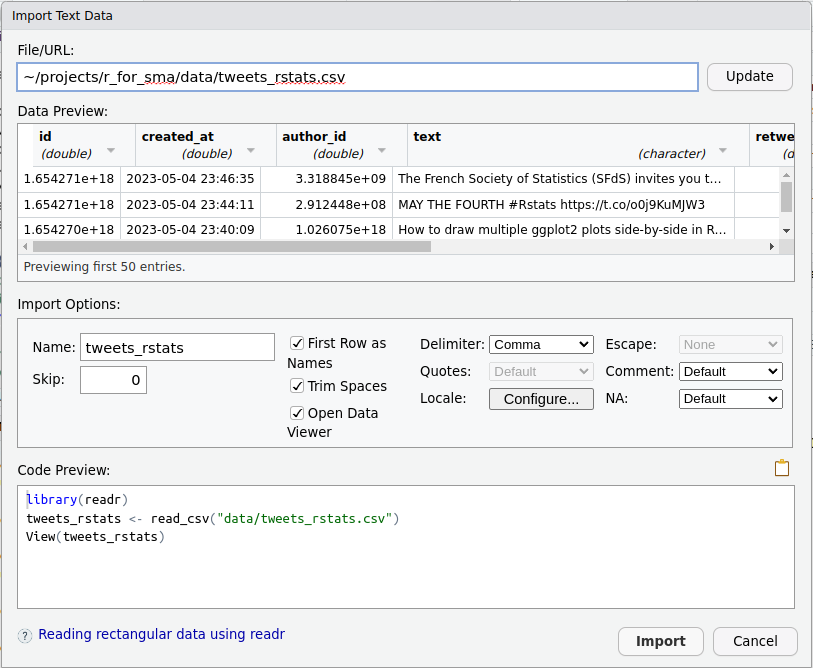 Import Text Data
File/URL:
~/projects/r_for_sma/data/tweets_rstats.csv
Update
Data Preview:
id created_at author_id text retwe
(double) (double) (double) (character) (d
1.654271e+18 2023-05-04 23:46:35 3.318845e+09 The French Society of Statistics (SFdS) invites you t...
1.654271e+18 2023-05-04 23:44:11 2.912448e+08 MAY THE FOURTH #Rstats https://t.co/o0j9KuMJW3
1.654270e+18 2023-05-04 23:40:09 1.026075e+18 How to draw multiple ggplot2 plots side-by-side in R...
Previewing first 50 entries.
Import Options:
Name: tweets_rstats
Skip: 0
First Row as
Names
Trim Spaces
Open Data
Viewer
Delimiter: Comma
Quotes: Default
Locale: Configure...
Escape: None
Comment: Default
NA: Default
Code Preview:
library(readr)
tweets_rstats <- read_csv("data/tweets_rstats.csv")
View(tweets_rstats)
? Reading rectangular data using readr
Import
Cancel